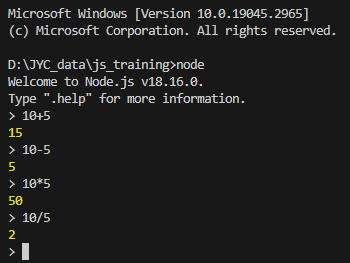 Microsoft Windows [Version 10.0.19045.2965]
(c) Microsoft Corporation. All rights reserved.
D:\JYC_data\js_training>node
Welcome to Node.js v18.16.0.
Type ".help" for more information.
> 10+5
15
> 10-5
5
> 10*5
50
> 10/5
2
>